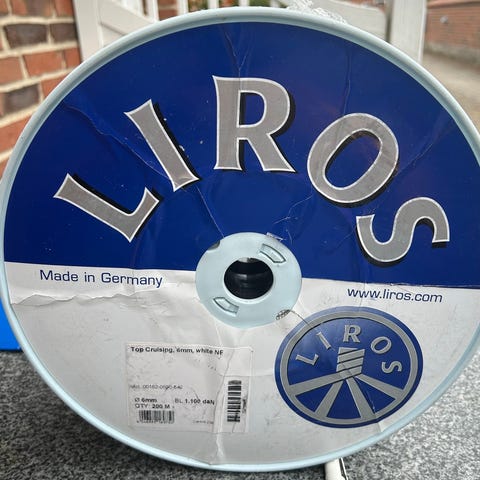 LIROS
Made in Germany
www.liros.com
Top Cruising, 6mm, white NF
Ø 6mm BL 1.100 daN
QTY: 200 M
LIROS